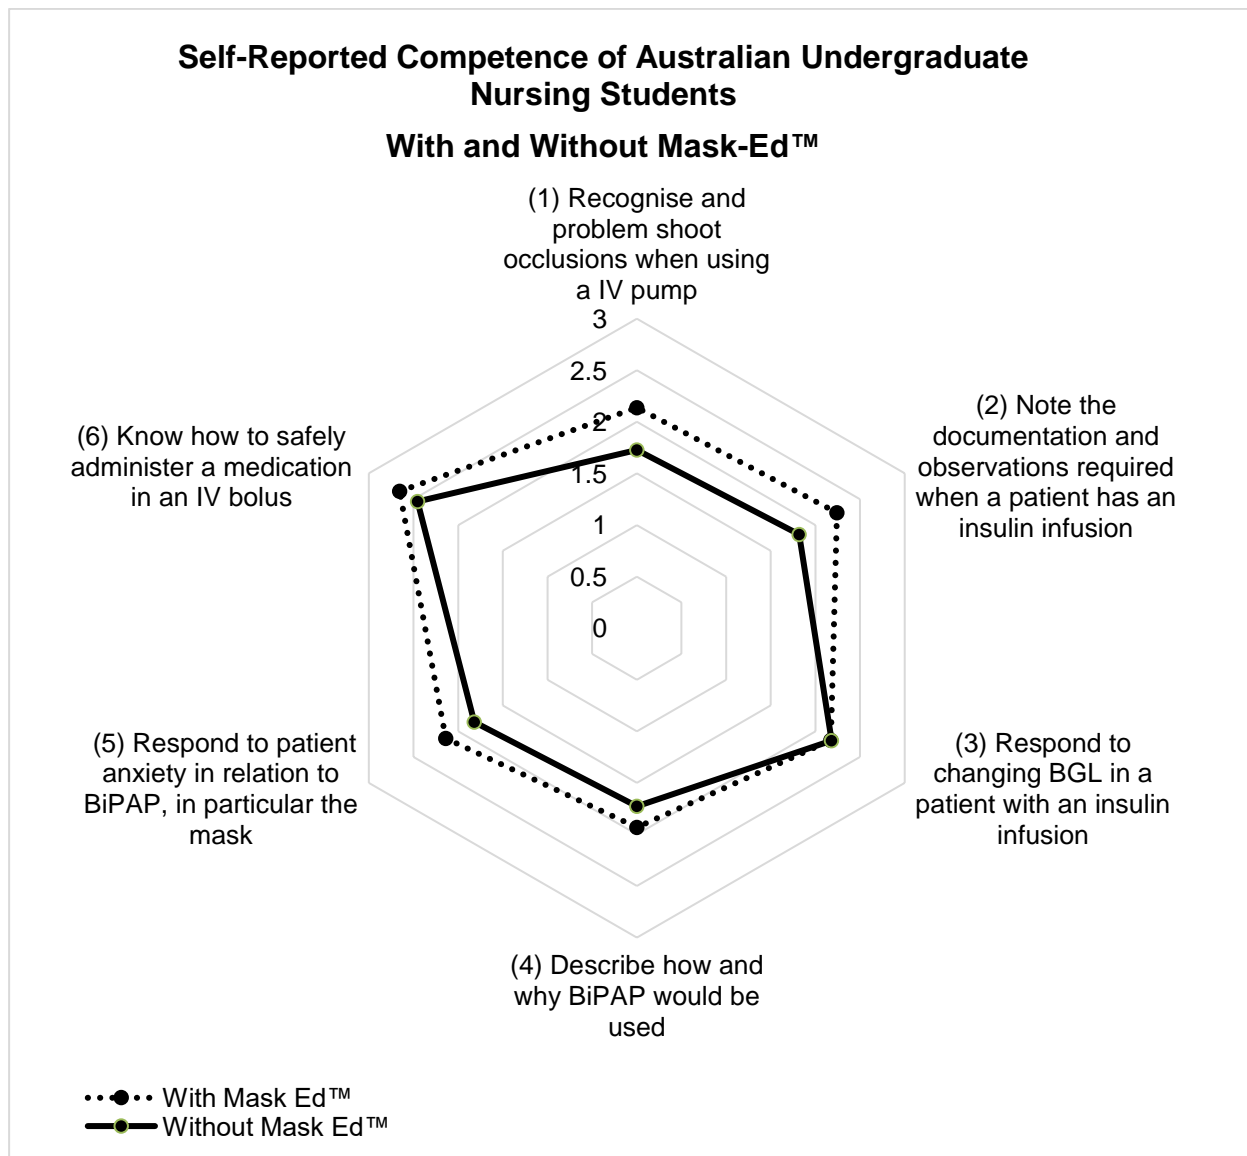 Self-Reported Competence of Australian Undergraduate
Nursing Students
With and Without Mask-Ed™
(1) Recognise and
problem shoot
occlusions when using
a IV pump
3
2.5
2
1.5
1
0.5
0
(2) Note the
documentation and
observations required
when a patient has an
insulin infusion
(3) Respond to
changing BGL in a
patient with an insulin
infusion
(4) Describe how and
why BiPAP would be
used
(5) Respond to patient
anxiety in relation to
BiPAP, in particular the
mask
(6) Know how to safely
administer a medication
in an IV bolus
With Mask Ed™
Without Mask Ed™